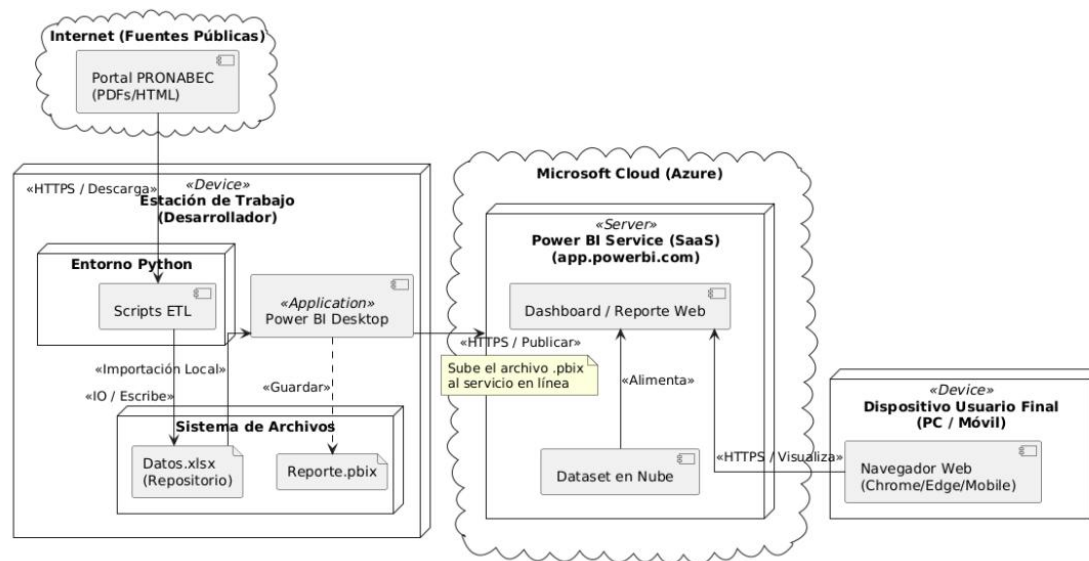 Internet (Fuentes Públicas)
Portal PRONABEC
(PDFs/HTML)
«HTTPS / Descarga»
«Device»
Estación de Trabajo
(Desarrollador)
Entorno Python
Scripts ETL
«Application»
Power BI Desktop
«Importación Local»
«IO / Escribe»
«Guardar»
Sistema de Archivos
Datos.xlsx
(Repositorio)
Reporte.pbix
«HTTPS / Publicar»
Sube el archivo .pbix
al servicio en línea
Microsoft Cloud (Azure)
«Server»
Power BI Service (SaaS)
(app.powerbi.com)
Dashboard / Reporte Web
«Alimenta»
Dataset en Nube
«HTTPS / Visualiza»
«Device»
Dispositivo Usuario Final
(PC / Móvil)
Navegador Web
(Chrome/Edge/Mobile)